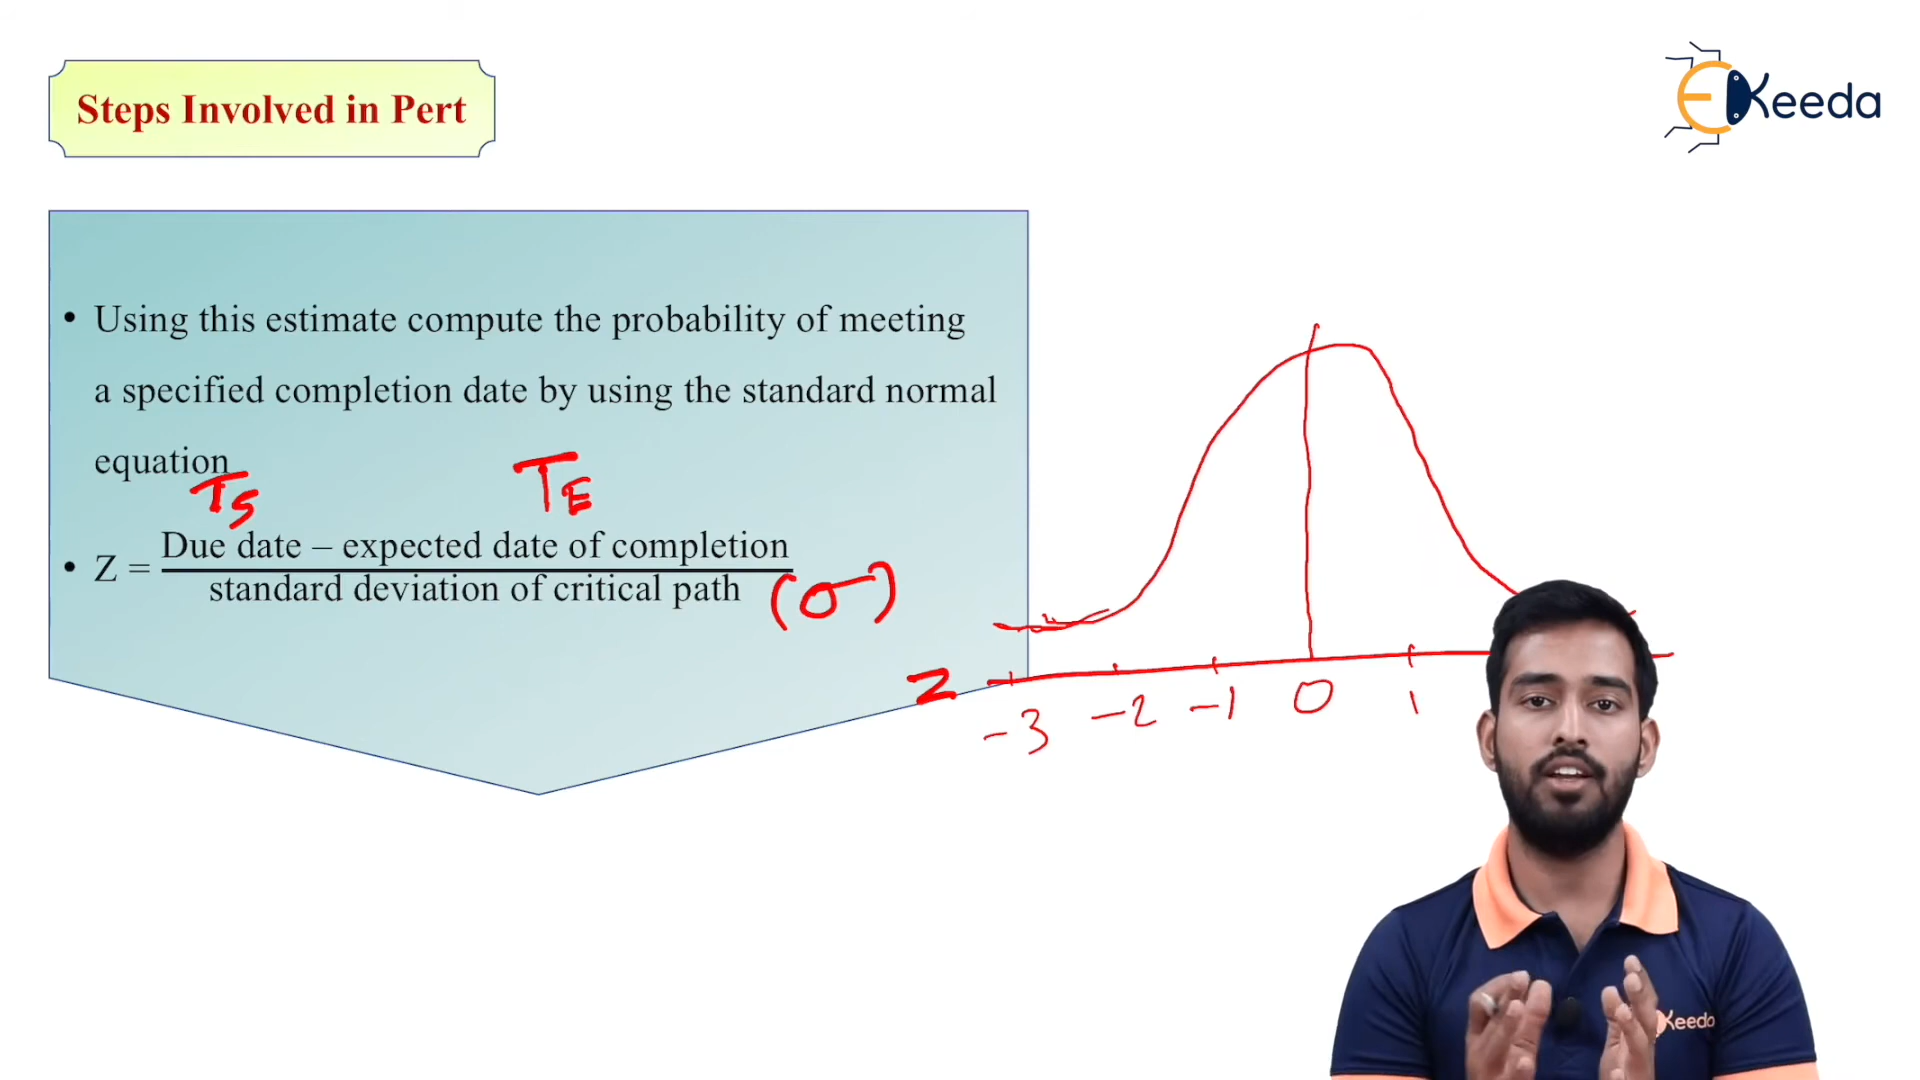 Steps Involved in Pert
EKeeda
• Using this estimate compute the probability of meeting
a specified completion date by using the standard normal
equation
TS TE
• Z = Due date – expected date of completion
standard deviation of critical path (σ)
Z
-3 -2 -1 0 1
Keeda